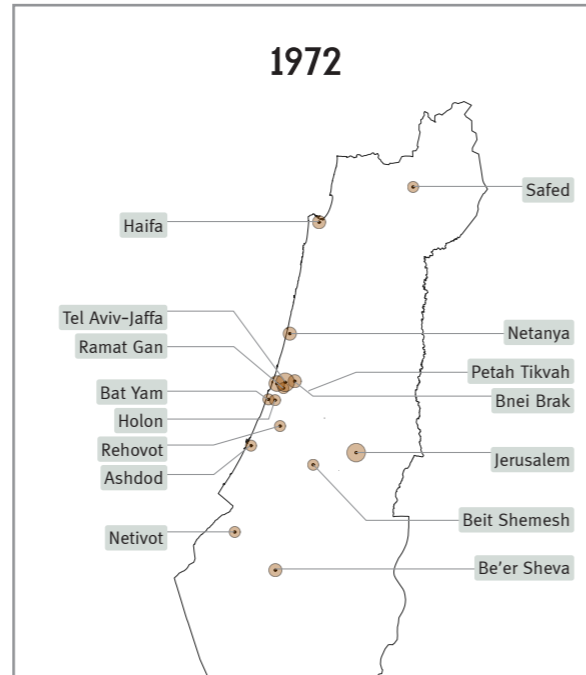 1972
Safed
Haifa
Tel Aviv-Jaffa
Netanya
Ramat Gan
Petah Tikvah
Bat Yam
Bnei Brak
Holon
Rehovot
Jerusalem
Ashdod
Beit Shemesh
Netivot
Be’er Sheva